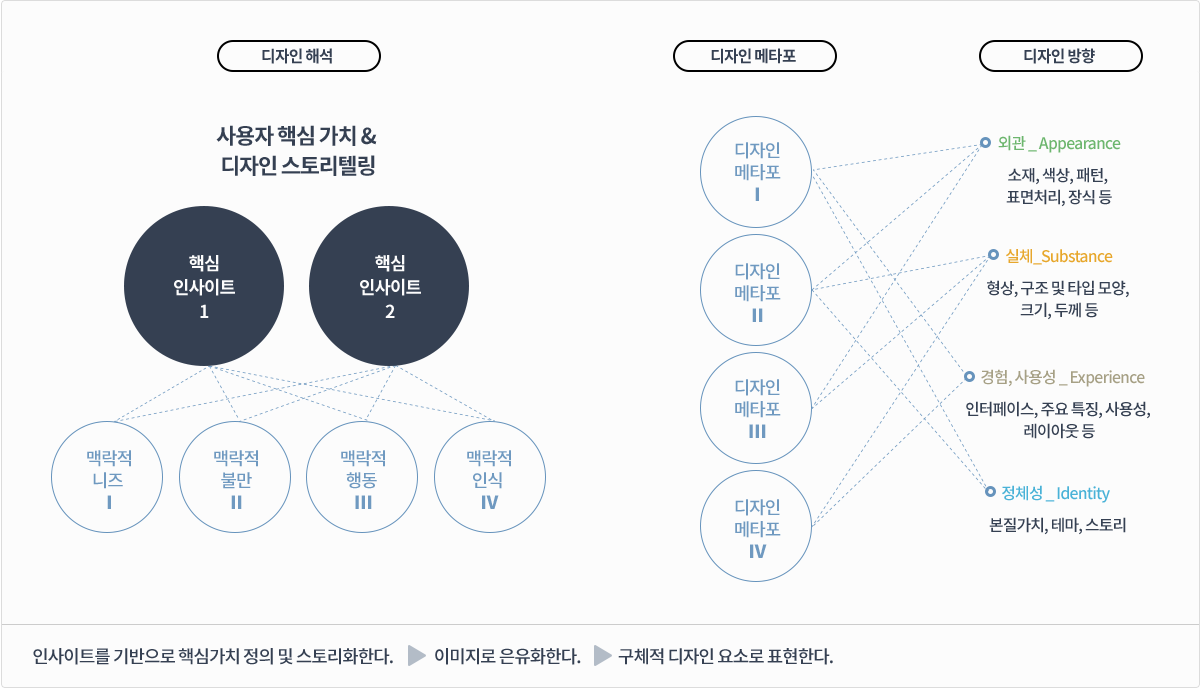 디자인 해석
사용자 핵심 가치 &
디자인 스토리텔링
핵심
인사이트
1
핵심
인사이트
2
맥락적
니즈
I
맥락적
불만
II
맥락적
행동
III
맥락적
인식
IV
디자인 메타포
디자인
메타포
I
디자인
메타포
II
디자인
메타포
III
디자인
메타포
IV
디자인 방향
외관 _ Appearance
소재, 색상, 패턴,
표면처리, 장식 등
실체_Substance
형상, 구조 및 타입 모양,
크기, 두께 등
경험, 사용성 _ Experience
인터페이스, 주요 특징, 사용성,
레이아웃 등
정체성 _ Identity
본질가치, 테마, 스토리
인사이트를 기반으로 핵심가치 정의 및 스토리화한다. ▶ 이미지로 은유화한다. ▶ 구체적 디자인 요소로 표현한다.